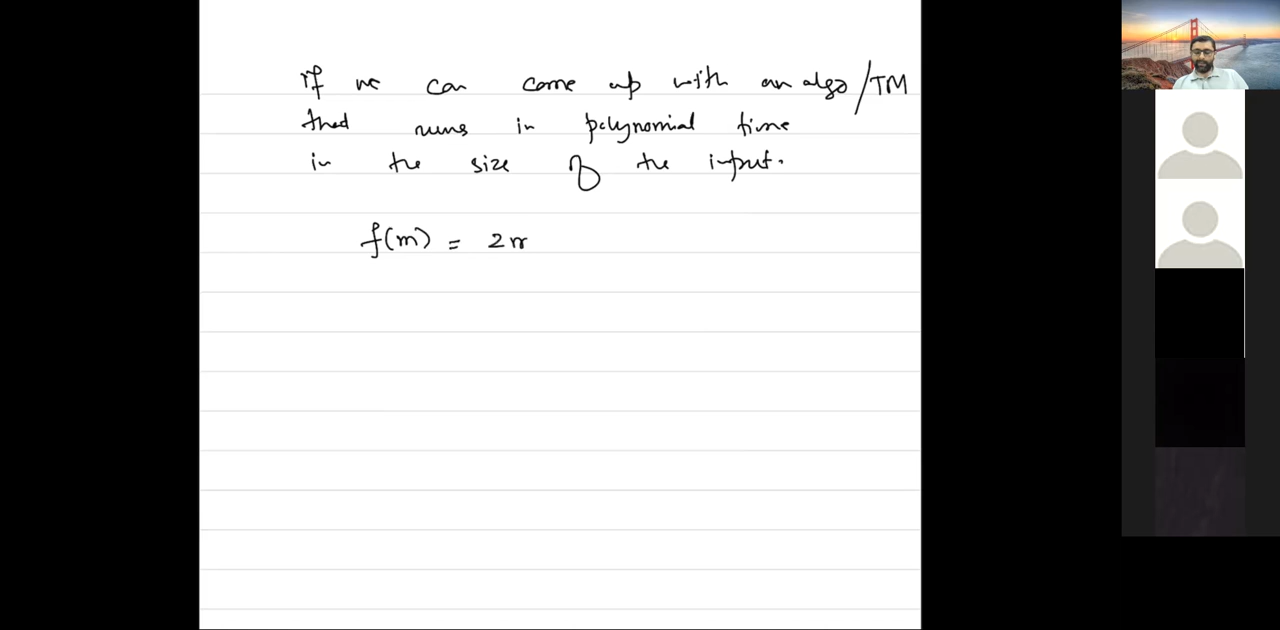 if we can come up with an algo/TM
that runs in polynomial time
in the size of the input.
f(m) = 2n